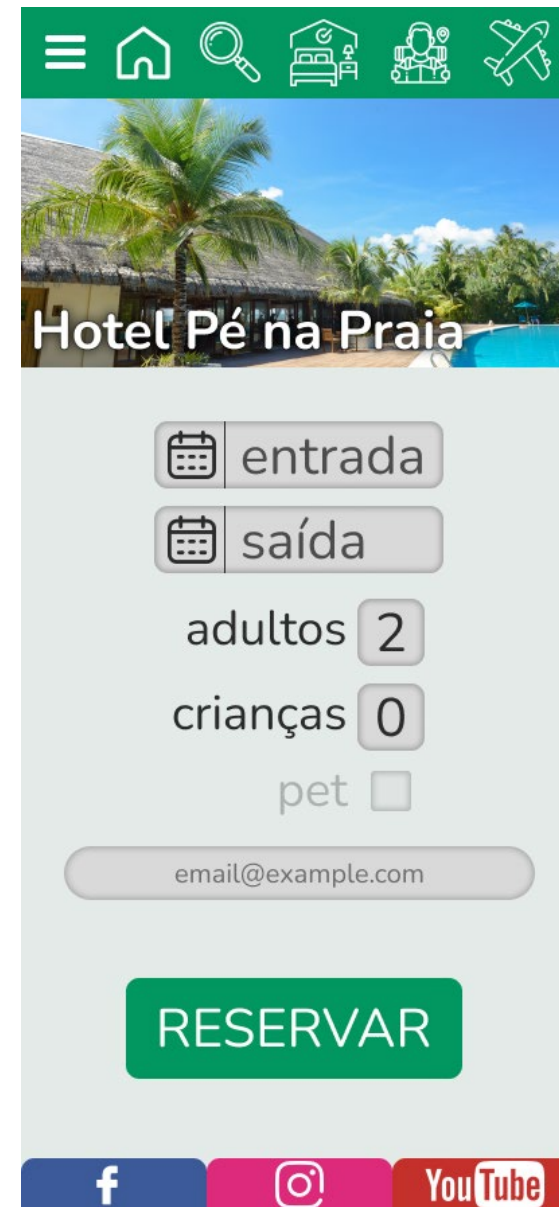 Hotel Pé na Praia
entrada
saída
adultos 2
crianças 0
pet
email@example.com
RESERVAR
f
YouTube